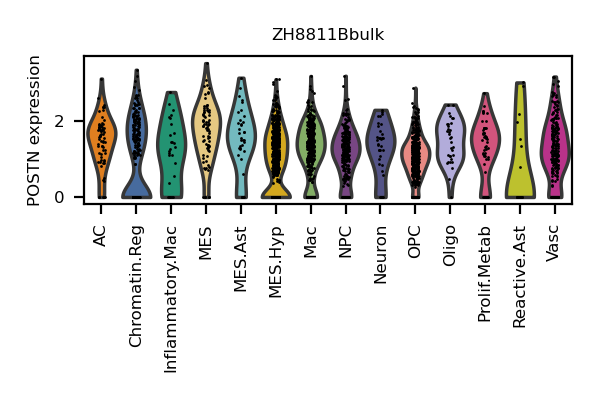 ZH8811Bbulk
POSTN expression
2
0
AC
Chromatin.Reg
Inflammatory.Mac
MES
MES.Ast
MES.Hyp
Mac
NPC
Neuron
OPC
Oligo
Prolif.Metab
Reactive.Ast
Vasc